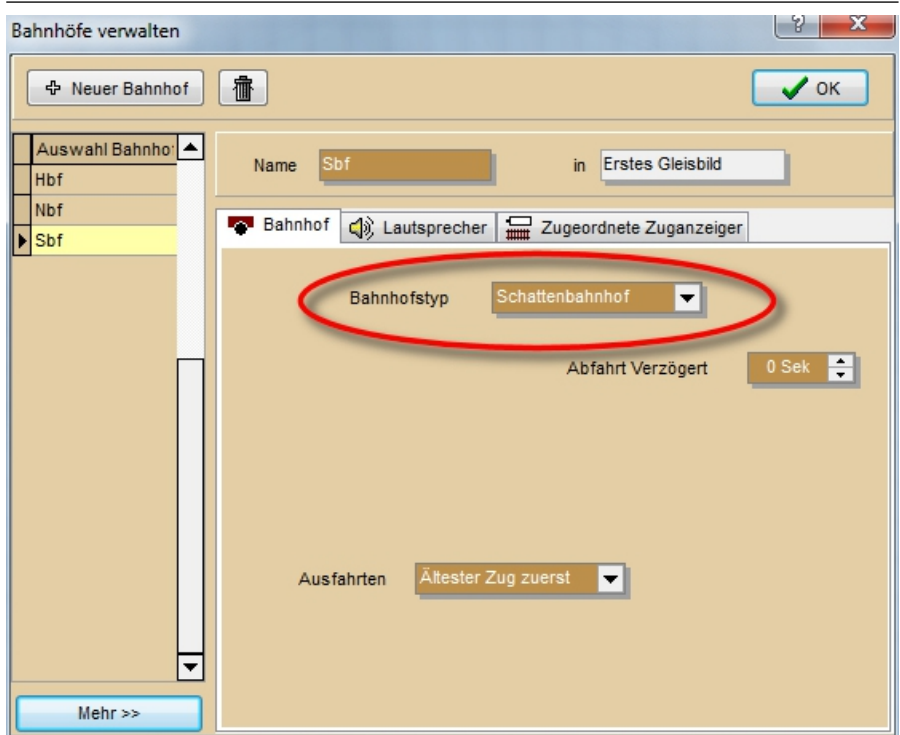 Bahnhöfe verwalten
? X
Neuer Bahnhof
OK
Auswahl Bahnho
Hbf
Nbf
Sbf
Name Sbf in Erstes Gleisbild
Bahnhof Lautsprecher Zugeordnete Zuganzeiger
Bahnhofstyp Schattenbahnhof
Abfahrt Verzögert 0 Sek
Ausfahrten Ältester Zug zuerst
Mehr >>